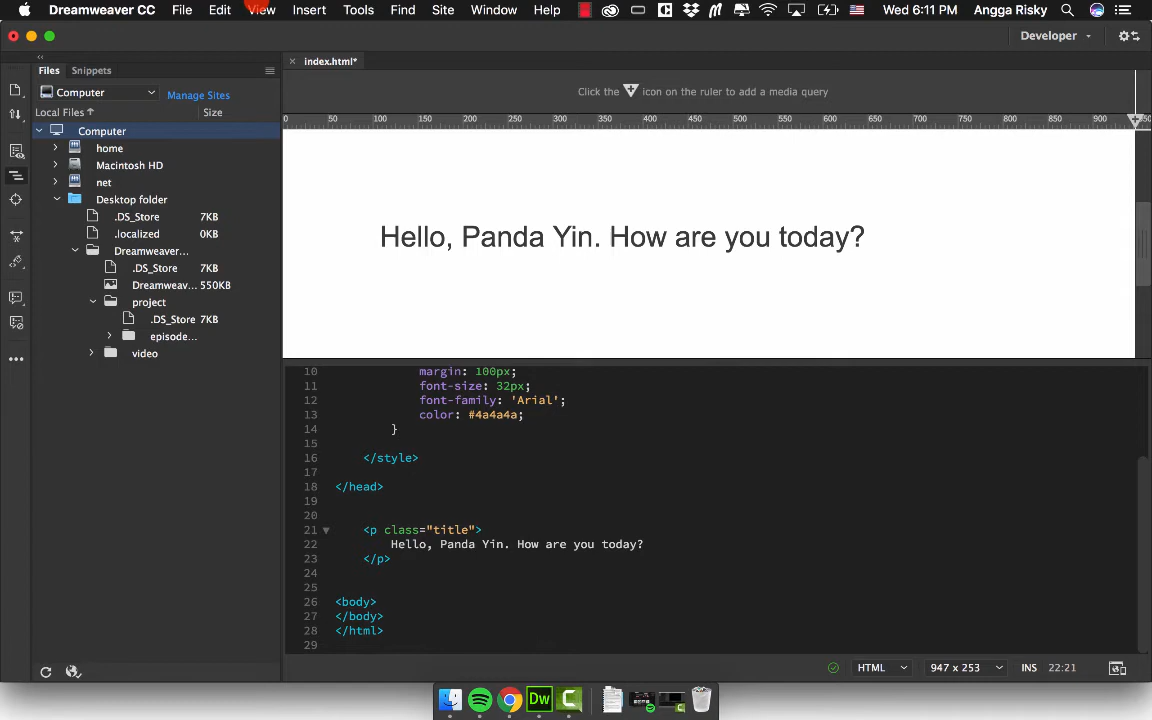 Dreamweaver CC File Edit View Insert Tools Find Site Window Help Wed 6:11 PM Angga Risky
Developer
Files Snippets
index.html*
Computer Manage Sites
Click the icon on the ruler to add a media query
Local Files Size
0 50 100 150 200 250 300 350 400 450 500 550 600 650 700 750 800 850 900
Computer
home
Macintosh HD
net
Desktop folder
.DS_Store 7KB
.localized 0KB
Dreamweaver...
.DS_Store 7KB
Dreamweav... 550KB
project
.DS_Store 7KB
episode...
video
Hello, Panda Yin. How are you today?
10 margin: 100px;
11 font-size: 32px;
12 font-family: 'Arial';
13 color: #4a4a4a;
14 }
15
16 </style>
17
18 </head>
19
20
21 <p class="title">
22 Hello, Panda Yin. How are you today?
23 </p>
24
25
26 <body>
27 </body>
28 </html>
29
HTML 947 x 253 INS 22:21
Dw